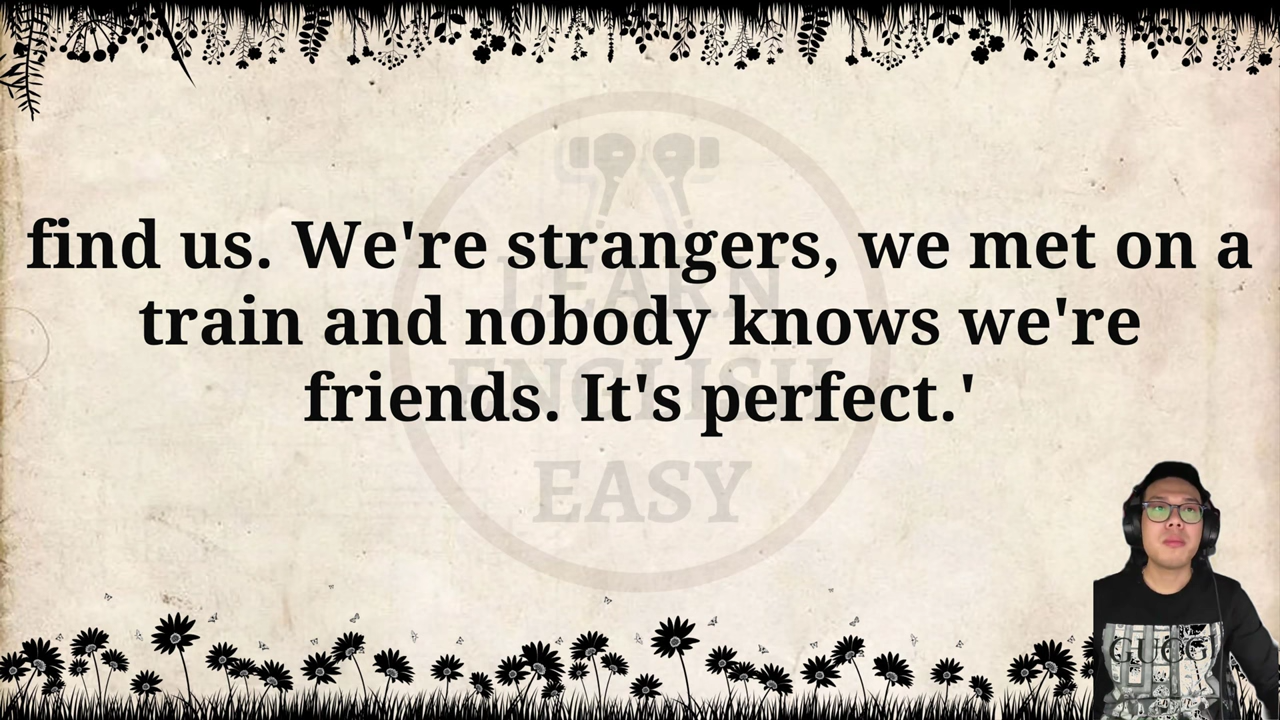 find us. We're strangers, we met on a
train and nobody knows we're
friends. It's perfect.'
LEARN
ENGLISH
EASY